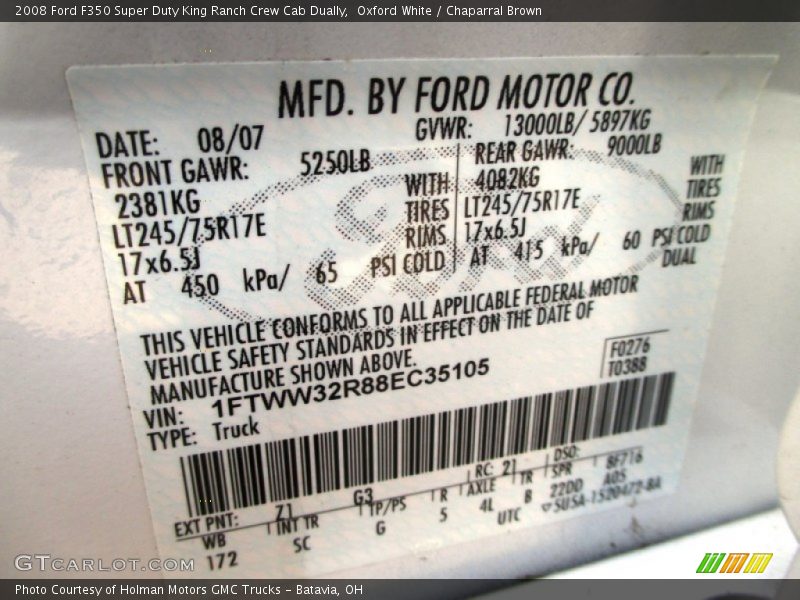 2008 Ford F350 Super Duty King Ranch Crew Cab Dually, Oxford White / Chaparral Brown
MFD. BY FORD MOTOR CO.
DATE: 08/07 GVWR: 13000LB/ 5897KG
FRONT GAWR: 5250LB REAR GAWR: 9000LB
2381KG WITH 4082KG WITH
LT245/75R17E TIRES LT245/75R17E TIRES
17x6.5J RIMS 17x6.5J RIMS
AT 450 kPa/ 65 PSI COLD AT 415 kPa/ 60 PSI COLD
DUAL
Ford
THIS VEHICLE CONFORMS TO ALL APPLICABLE FEDERAL MOTOR
VEHICLE SAFETY STANDARDS IN EFFECT ON THE DATE OF
MANUFACTURE SHOWN ABOVE.
F0276
T0388
VIN: 1FTWW32R88EC35105
TYPE: Truck
EXT PNT: Z1 G3 RC: 21 DSO:
WB INT TR TP/PS R AXLE TR SPR BF716
172 SC G 5 4L B 22DD A05
UTC
GTCARLOT.COM
Photo Courtesy of Holman Motors GMC Trucks - Batavia, OH